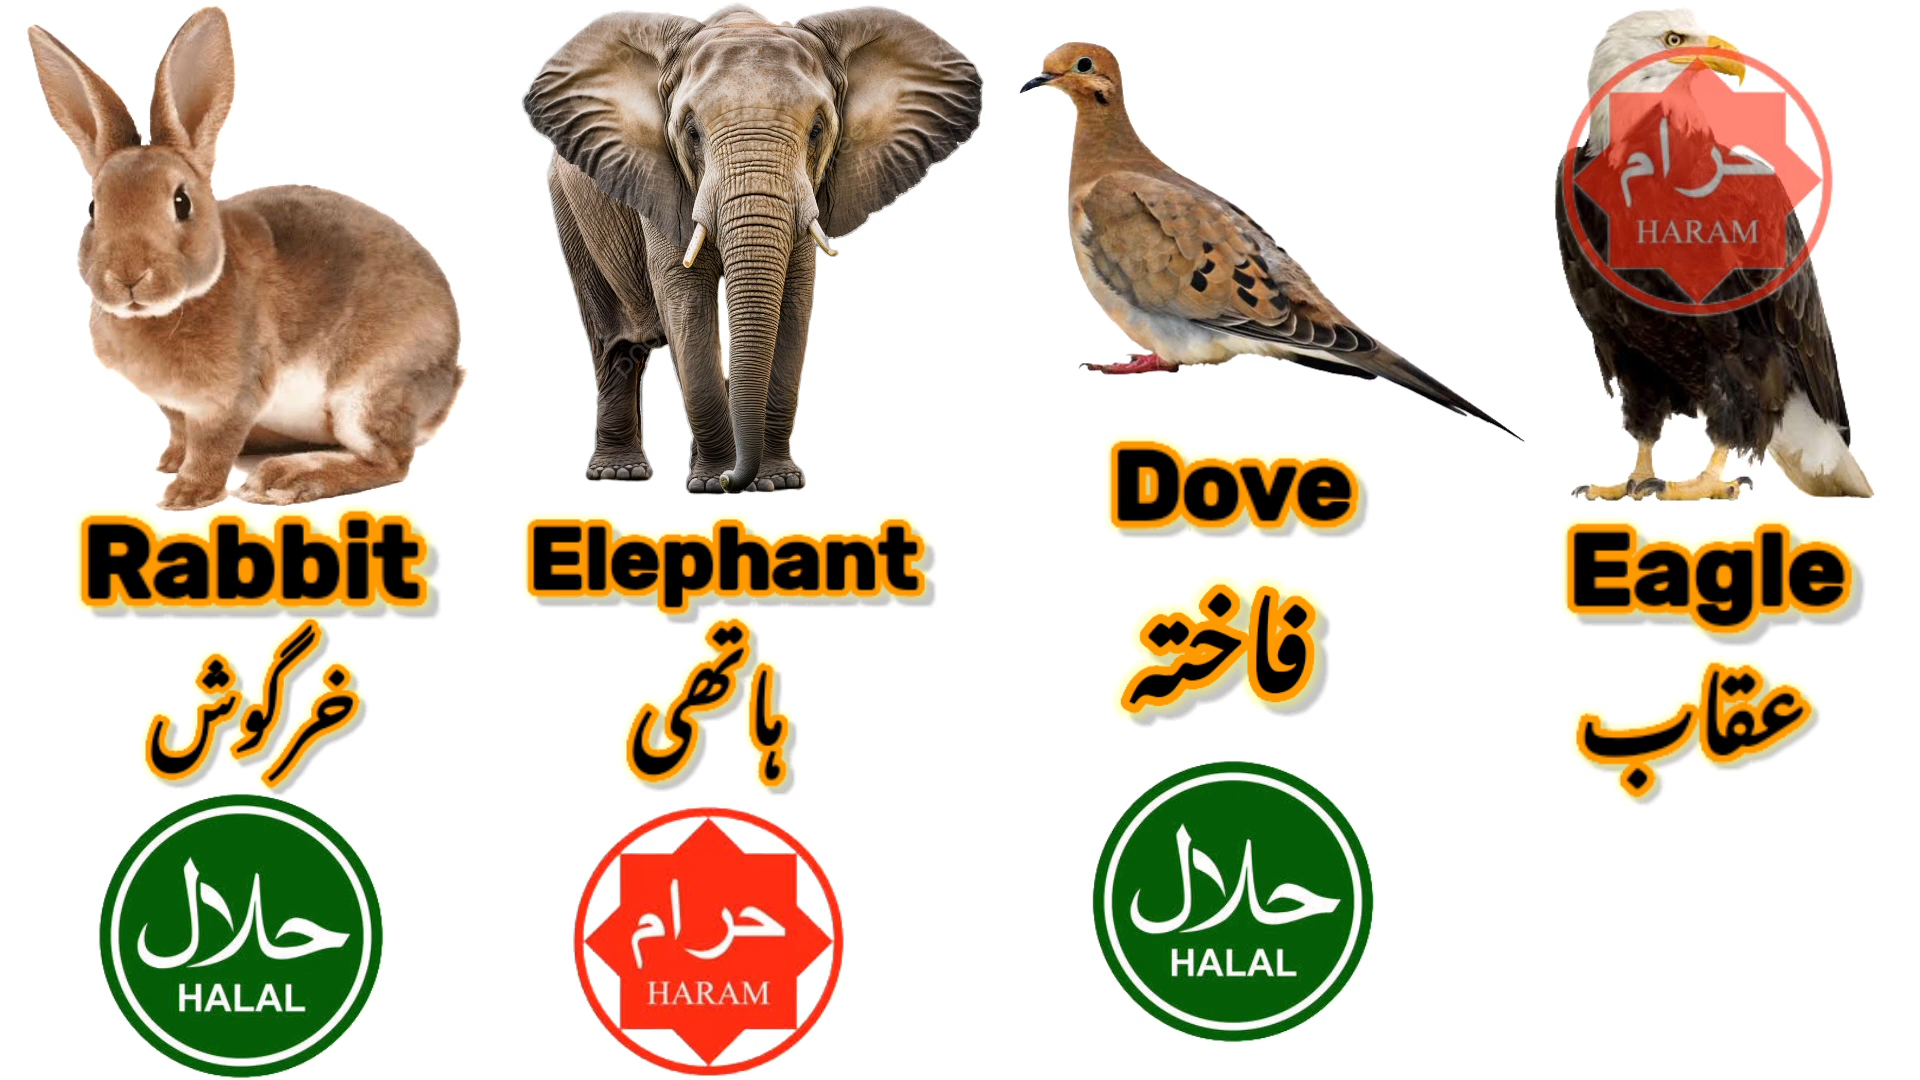 Rabbit
خرگوش
حلال
HALAL
Elephant
ہاتھی
حرام
HARAM
Dove
فاختہ
حلال
HALAL
حرام
HARAM
Eagle
عقاب